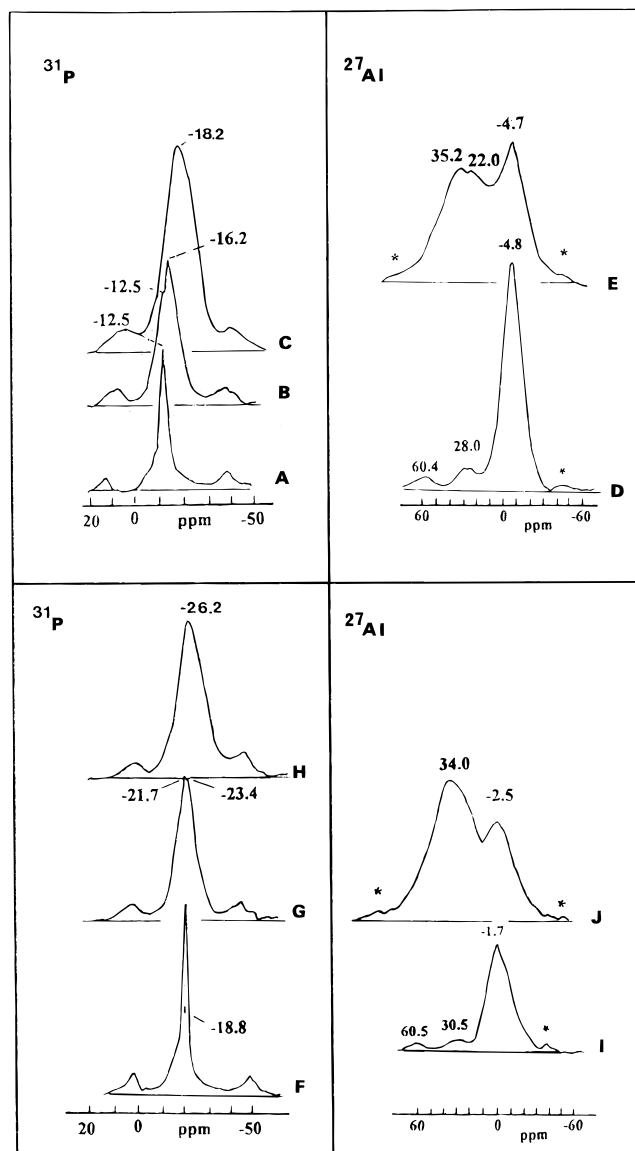 31P
-18.2
-16.2
-12.5
-12.5
C
B
A
20 0 ppm -50
27Al
-4.7
35.2 22.0
* *
E
-4.8
60.4 28.0 *
D
60 0 -60
ppm
31P
-26.2
H
-21.7 -23.4
G
-18.8
F
20 0 ppm -50
27Al
34.0
-2.5
* *
J
-1.7
60.5 30.5 *
I
60 0 ppm -60